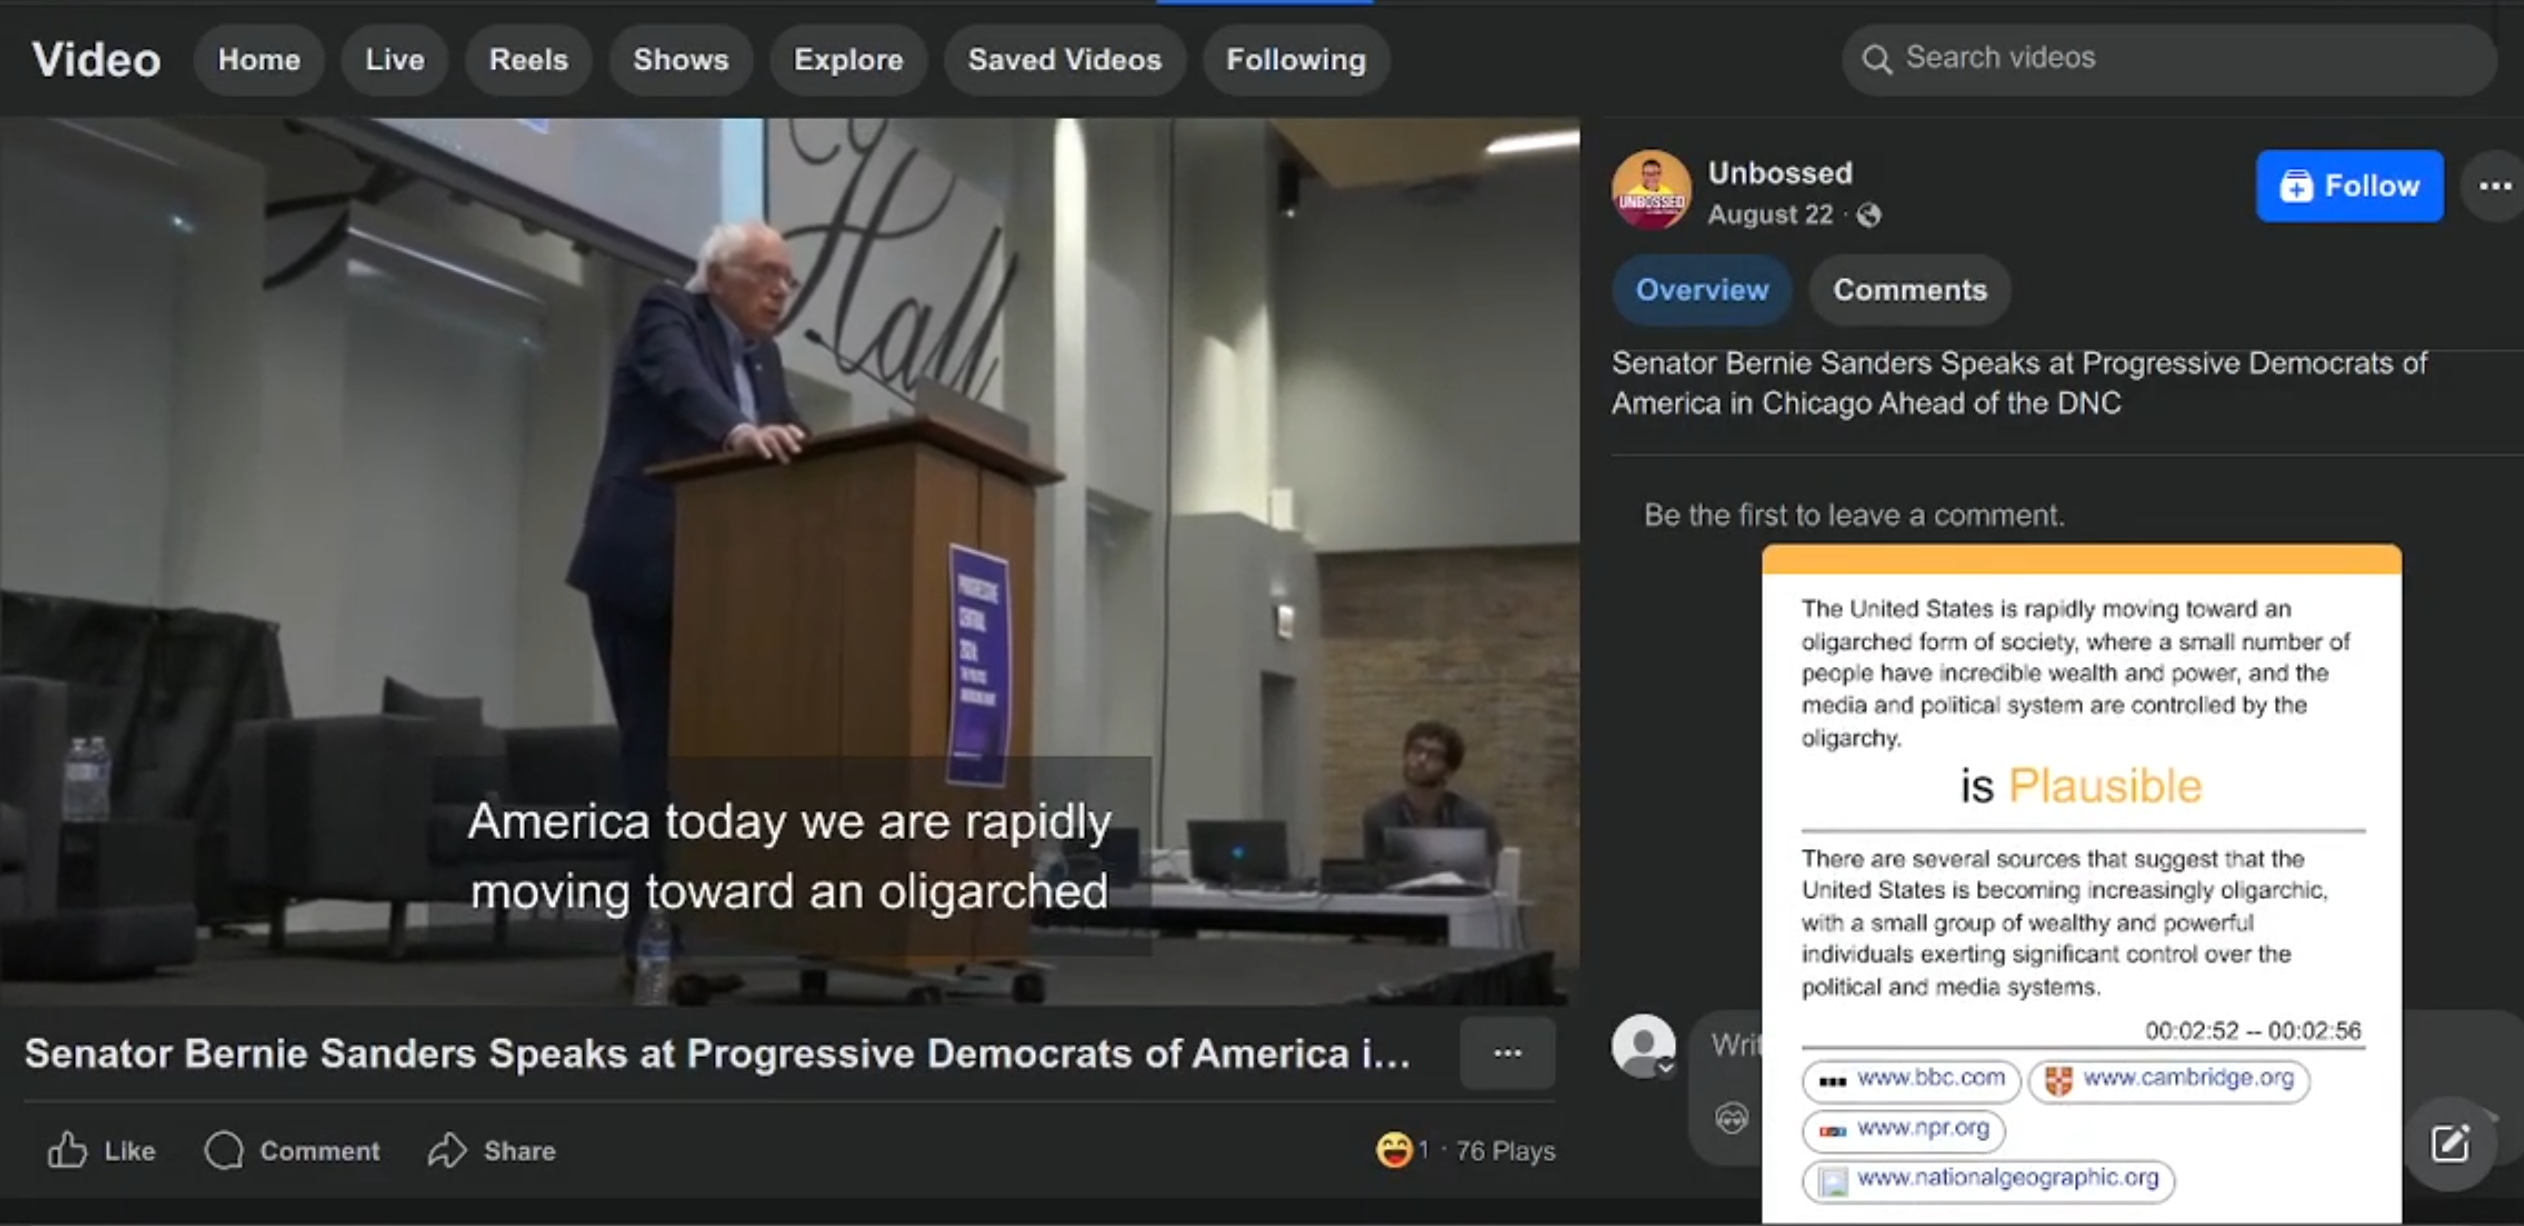 Video
Home
Live
Reels
Shows
Explore
Saved Videos
Following
Search videos
Hall
PROGRESSIVE
CENTRAL
2024:
America today we are rapidly
moving toward an oligarched
Senator Bernie Sanders Speaks at Progressive Democrats of America i...
...
Like
Comment
Share
1 · 76 Plays
UNBOSSED
Unbossed
August 22 ·
Follow
...
Overview
Comments
Senator Bernie Sanders Speaks at Progressive Democrats of
America in Chicago Ahead of the DNC
Be the first to leave a comment.
Writ
The United States is rapidly moving toward an
oligarched form of society, where a small number of
people have incredible wealth and power, and the
media and political system are controlled by the
oligarchy.
is Plausible
There are several sources that suggest that the
United States is becoming increasingly oligarchic,
with a small group of wealthy and powerful
individuals exerting significant control over the
political and media systems.
00:02:52 -- 00:02:56
www.bbc.com
www.cambridge.org
www.npr.org
www.nationalgeographic.org